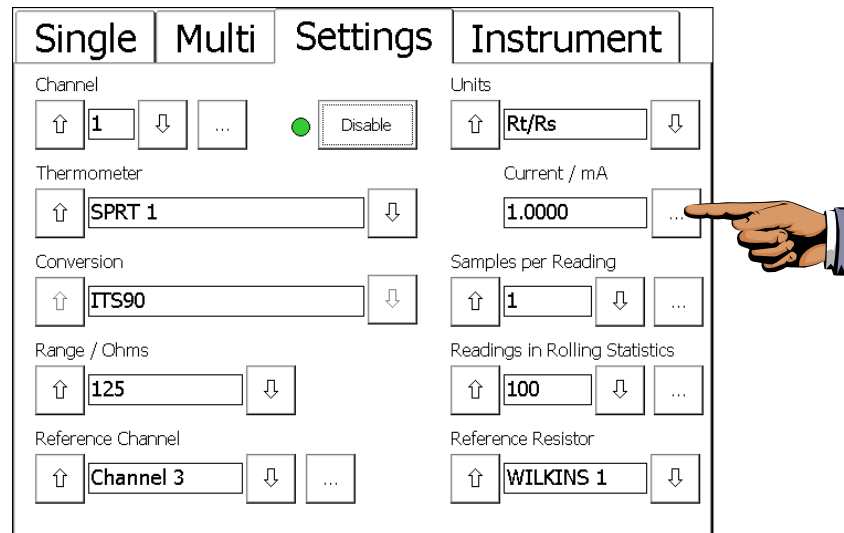 Single Multi Settings Instrument
Channel
1 ... Disable
Units
Rt/Rs
Thermometer
SPRT 1
Current / mA
1.0000 ...
Conversion
ITS90
Samples per Reading
1 ...
Range / Ohms
125
Readings in Rolling Statistics
100 ...
Reference Channel
Channel 3 ...
Reference Resistor
WILKINS 1